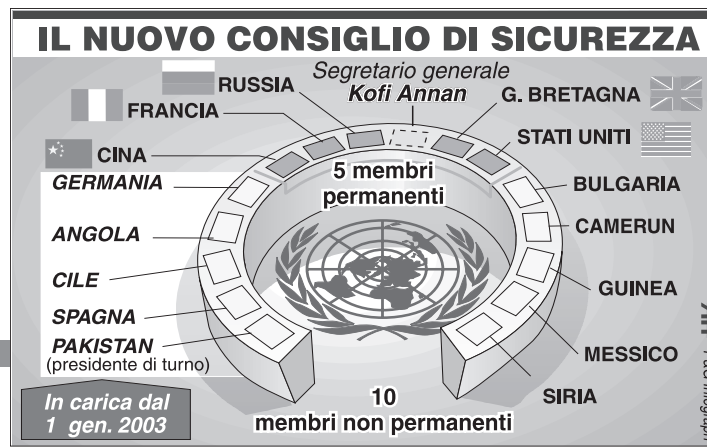 IL NUOVO CONSIGLIO DI SICUREZZA
Segretario generale
Kofi Annan
RUSSIA
FRANCIA
CINA
G. BRETAGNA
STATI UNITI
5 membri
permanenti
GERMANIA
ANGOLA
CILE
SPAGNA
PAKISTAN
(presidente di turno)
BULGARIA
CAMERUN
GUINEA
MESSICO
SIRIA
In carica dal
1 gen. 2003
10
membri non permanenti